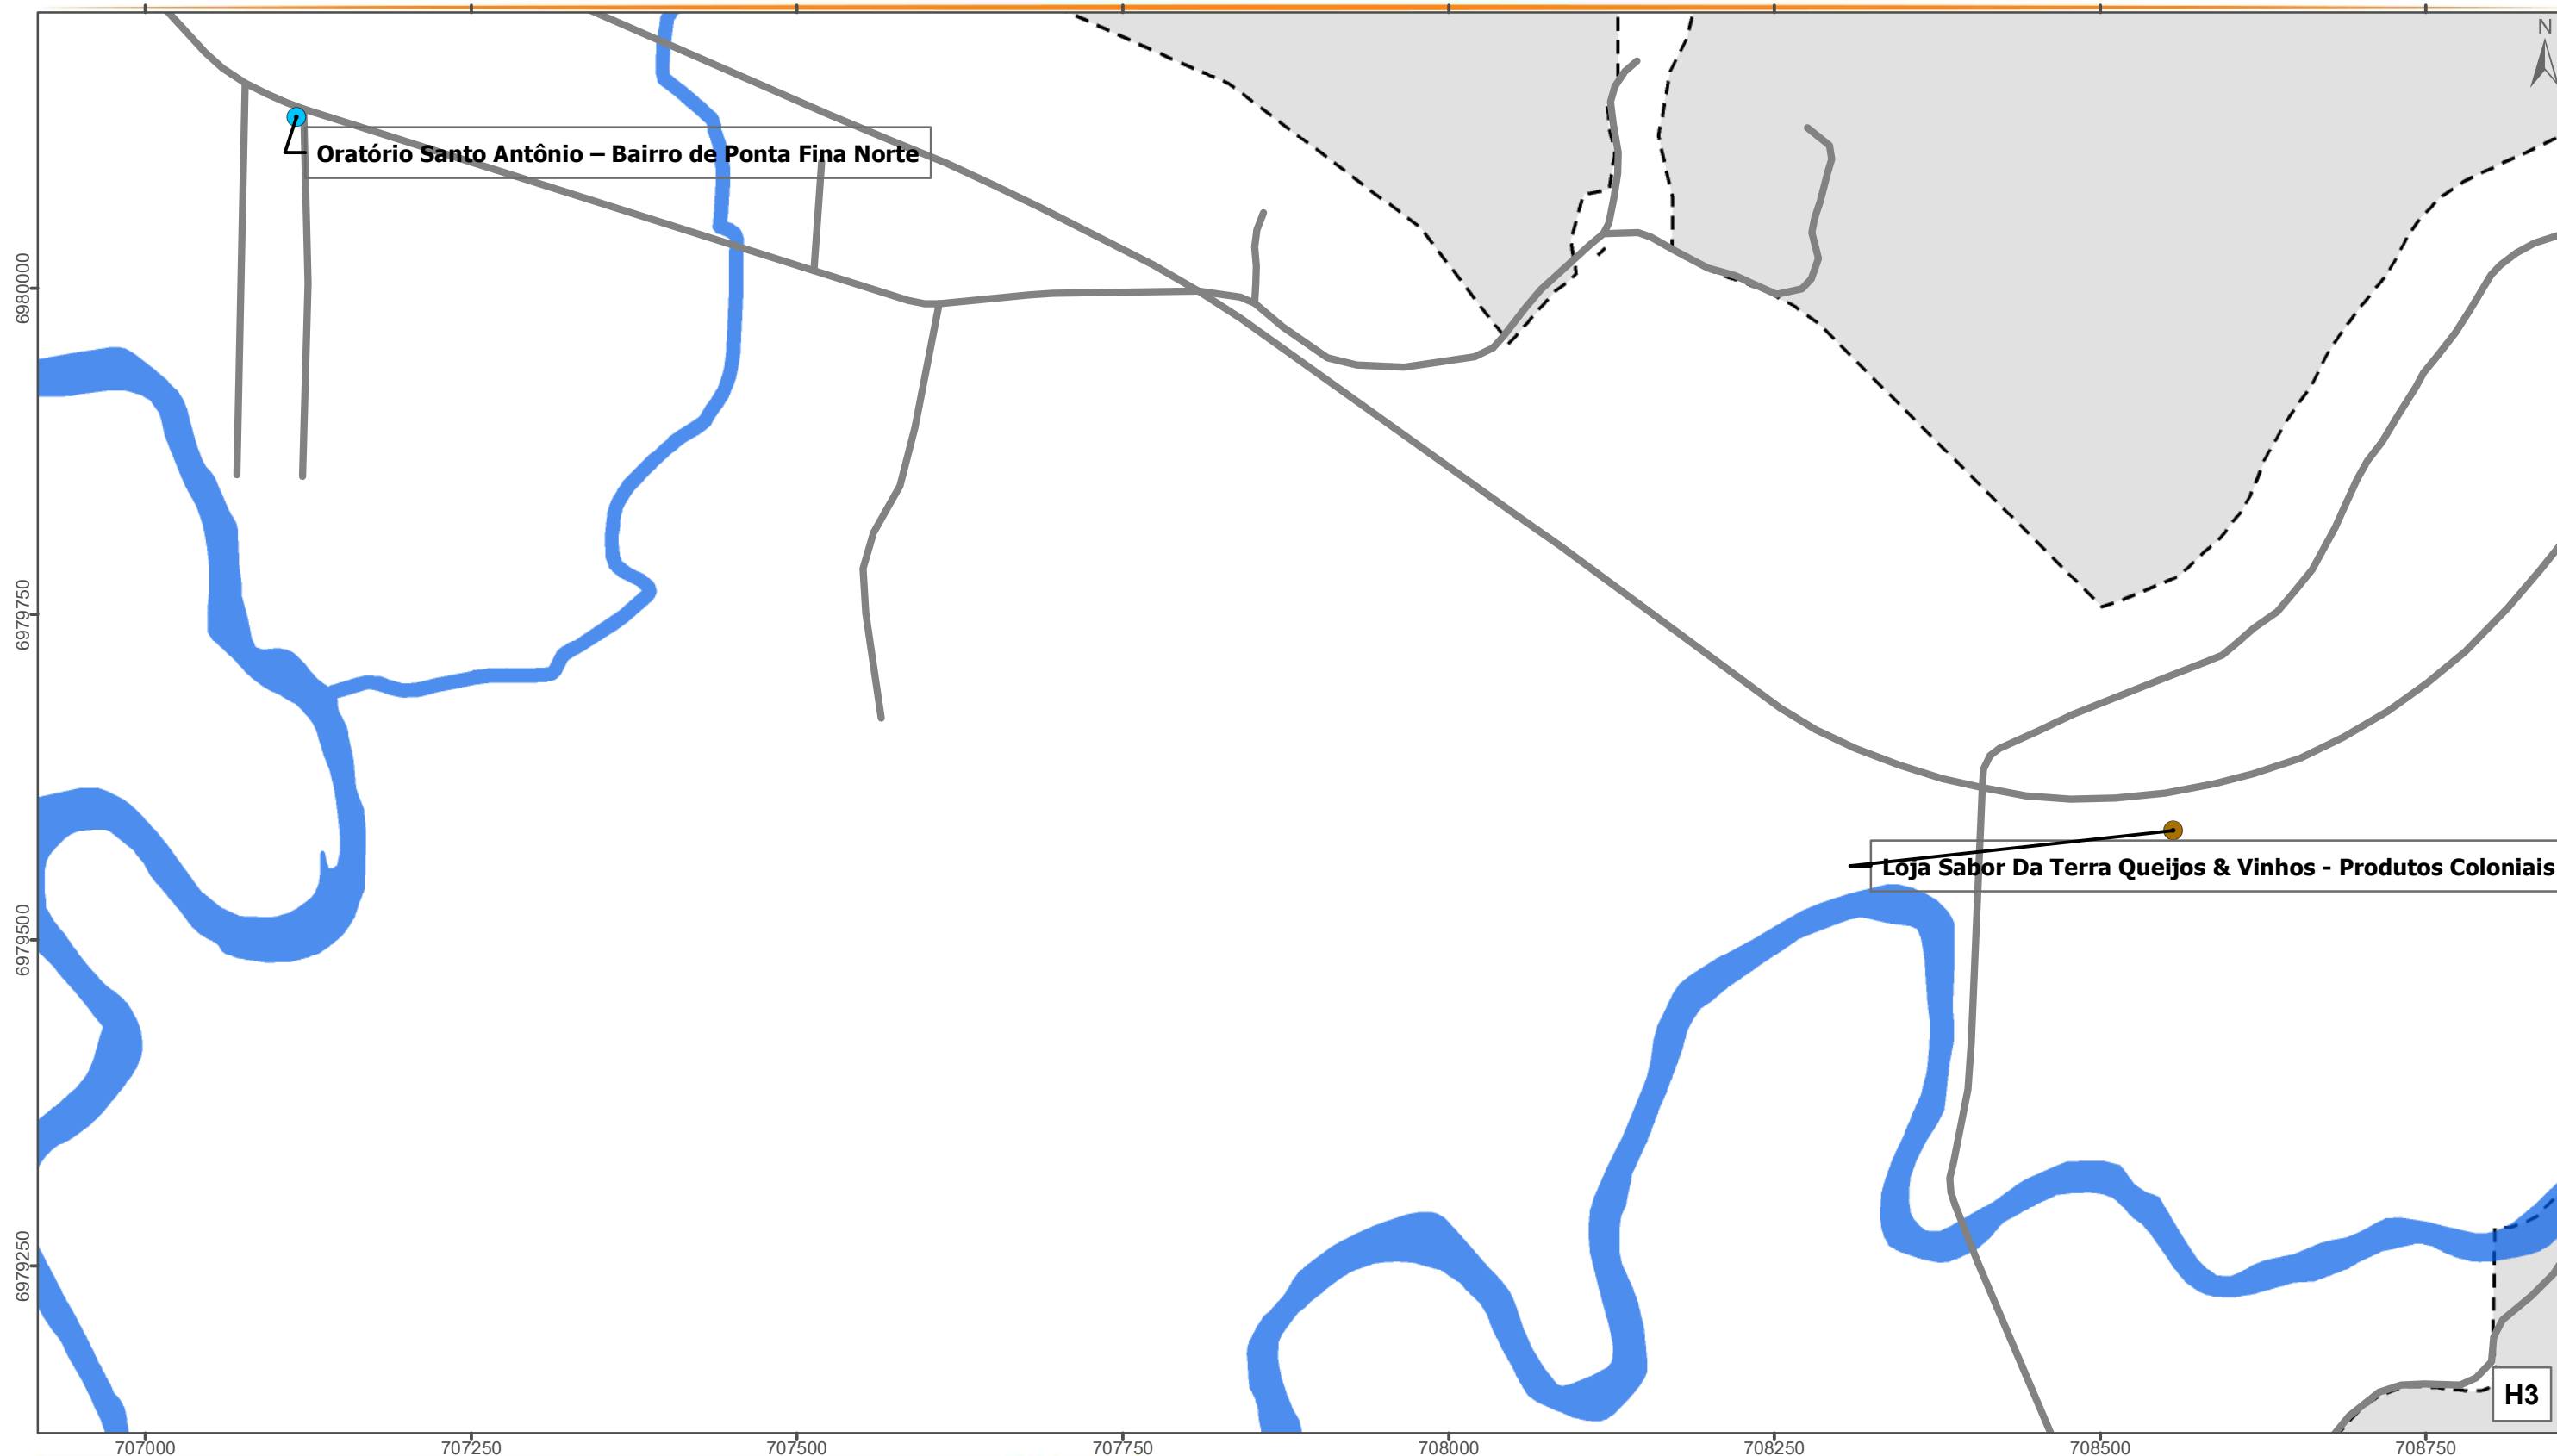 N
Oratório Santo Antônio – Bairro de Ponta Fina Norte
6980000
6979750
Loja Sabor Da Terra Queijos & Vinhos - Produtos Coloniais
6979500
6979250
H3
707000 707250 707500 707750 708000 708250 708500 708750